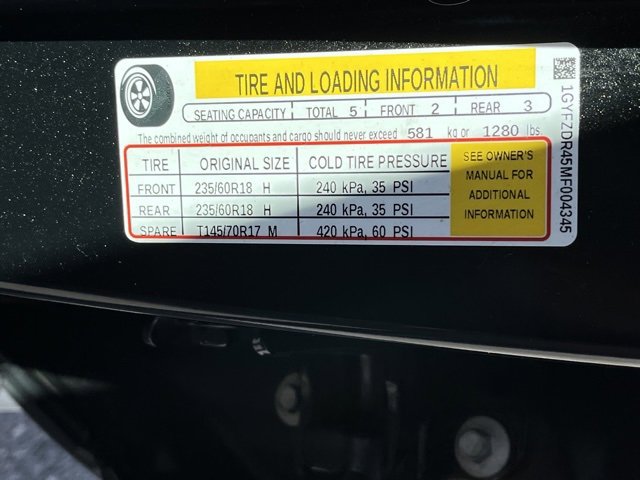 TIRE AND LOADING INFORMATION
SEATING CAPACITY TOTAL 5 FRONT 2 REAR 3
The combined weight of occupants and cargo should never exceed 581 kg or 1280 lbs
TIRE ORIGINAL SIZE COLD TIRE PRESSURE
FRONT 235/60R18 H 240 kPa, 35 PSI
REAR 235/60R18 H 240 kPa, 35 PSI
SPARE T145/70R17 M 420 kPa, 60 PSI
SEE OWNER'S
MANUAL FOR
ADDITIONAL
INFORMATION
1GYFZDR45MF004345